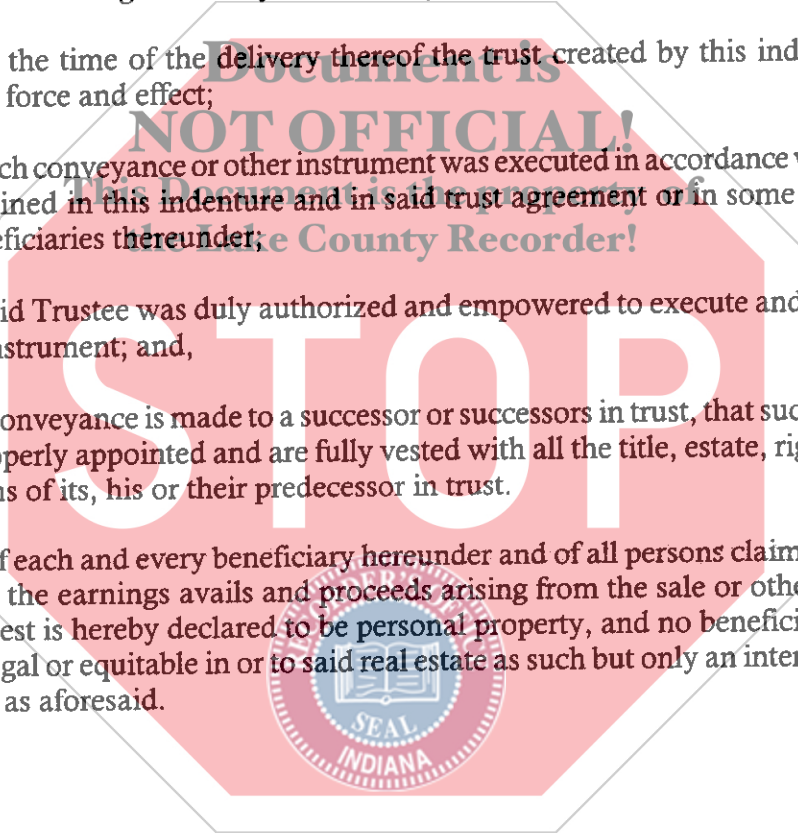 the time of the delivery thereof the trust created by this ind
Document is
force and effect;
NOT OFFICIAL!
ch conveyance or other instrument was executed in accordance
This Document is the property of
ined in this indenture and in said trust agreement or in some
eficiaries thereunder;
the Lake County Recorder!
id Trustee was duly authorized and empowered to execute and
nstrument; and,
STOP
onveyance is made to a successor or successors in trust, that suc
operly appointed and are fully vested with all the title, estate, rig
ns of its, his or their predecessor in trust.
f each and every beneficiary hereunder and of all persons claim
the earnings avails and proceeds arising from the sale or othe
est is hereby declared to be personal property, and no benefici
gal or equitable in or to said real estate as such but only an inter
as aforesaid.
SEAL
INDIANA